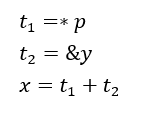 t₁ =∗ p
t₂ = &y
x = t₁ + t₂